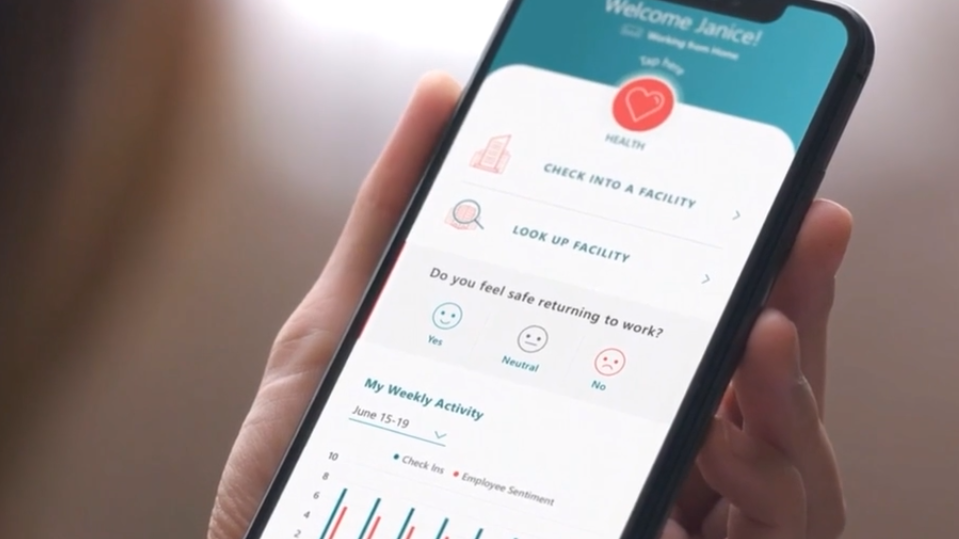 Welcome Janice!
Working from Home
Tap here
HEALTH
CHECK INTO A FACILITY
LOOK UP FACILITY
Do you feel safe returning to work?
Yes Neutral No
My Weekly Activity
June 15-19
Check Ins Employee Sentiment
10
8
6
4
2